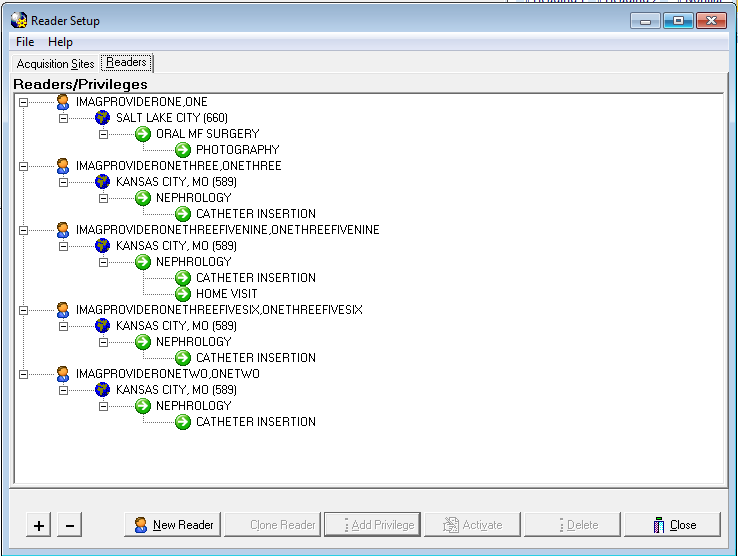 Reader Setup
File Help
Acquisition Sites Readers
Readers/Privileges
IMAGPROVIDERONE,ONE
SALT LAKE CITY (660)
ORAL MF SURGERY
PHOTOGRAPHY
IMAGPROVIDERONETHREE,ONETHREE
KANSAS CITY, MO (589)
NEPHROLOGY
CATHETER INSERTION
IMAGPROVIDERONETHREEFIVENINE,ONETHREEFIVENINE
KANSAS CITY, MO (589)
NEPHROLOGY
CATHETER INSERTION
HOME VISIT
IMAGPROVIDERONETHREEFIVESIX,ONETHREEFIVESIX
KANSAS CITY, MO (589)
NEPHROLOGY
CATHETER INSERTION
IMAGPROVIDERONETWO,ONETWO
KANSAS CITY, MO (589)
NEPHROLOGY
CATHETER INSERTION
+ - New Reader Clone Reader Add Privilege Activate Delete Close